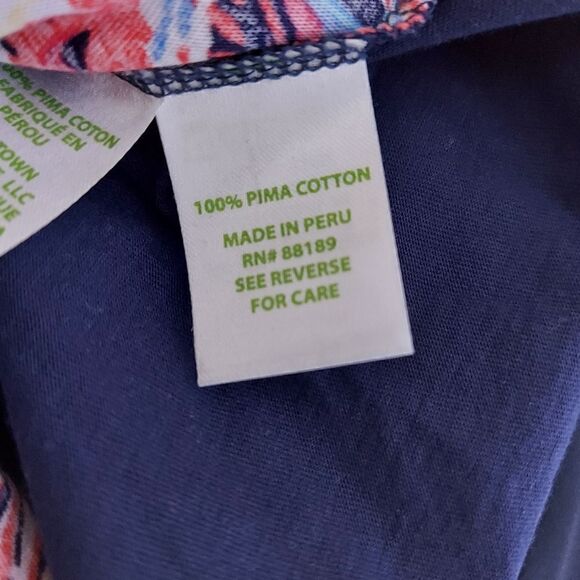 100% PIMA COTON
FABRIQUÉ EN
PÉROU
TOWN
LLC
100% PIMA COTTON
MADE IN PERU
RN# 88189
SEE REVERSE
FOR CARE